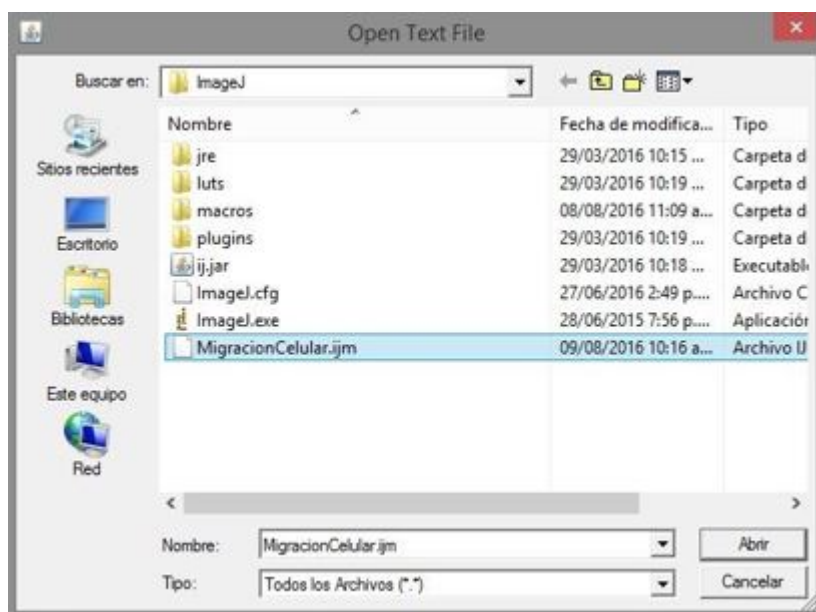 Open Text File
Buscar en: ImageJ
Sitios recientes
Escritorio
Bibliotecas
Este equipo
Red
Nombre Fecha de modifica... Tipo
jre 29/03/2016 10:15 ... Carpeta d
luts 29/03/2016 10:19 ... Carpeta d
macros 08/08/2016 11:09 a... Carpeta d
plugins 29/03/2016 10:19 ... Carpeta d
ij.jar 29/03/2016 10:18 ... Executabl
ImageJ.cfg 27/06/2016 2:49 p.... Archivo C
ImageJ.exe 28/06/2015 7:56 p.... Aplicación
MigracionCelular.ijm 09/08/2016 10:16 a... Archivo IJ
Nombre: MigracionCelular.ijm Abrir
Tipo: Todos los Archivos (*.*) Cancelar